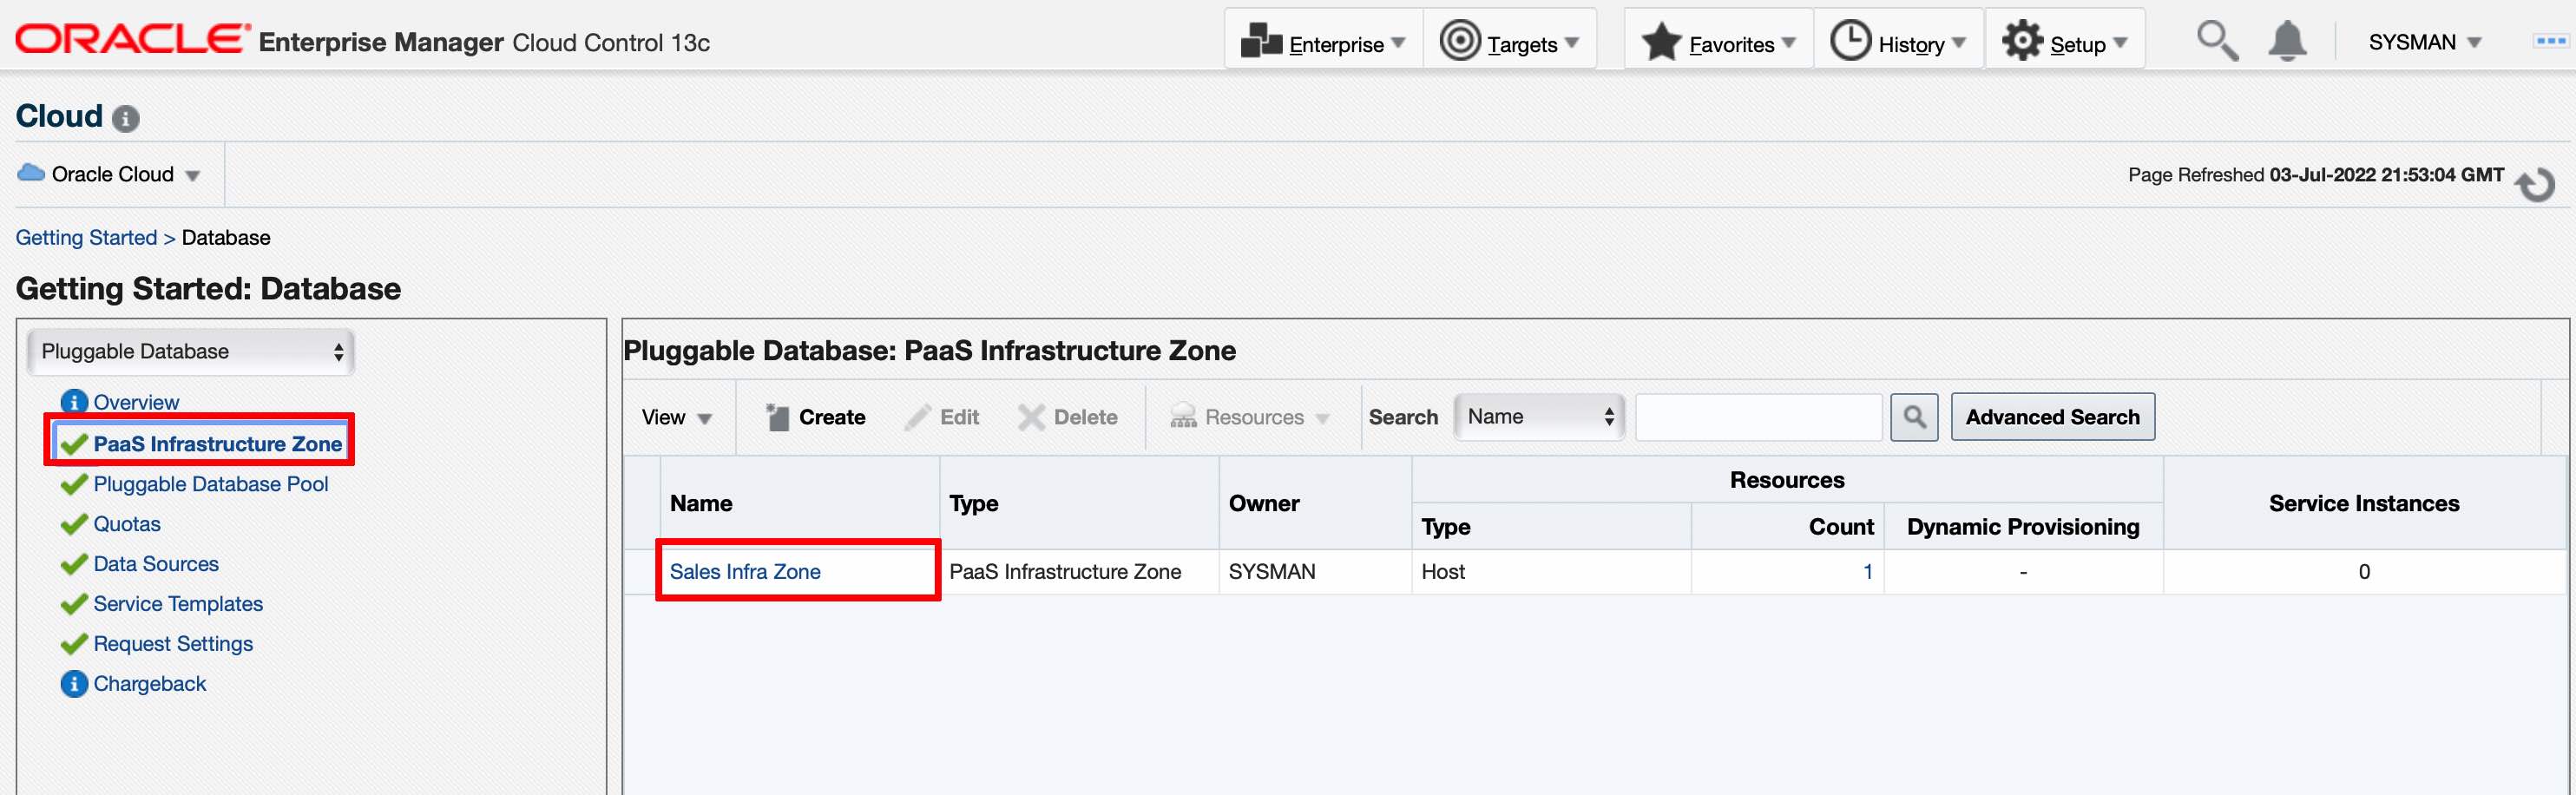 ORACLE Enterprise Manager Cloud Control 13c Enterprise Targets Favorites History Setup SYSMAN
Cloud
Oracle Cloud Page Refreshed 03-Jul-2022 21:53:04 GMT
Getting Started > Database
Getting Started: Database
Pluggable Database
Overview
PaaS Infrastructure Zone
Pluggable Database Pool
Quotas
Data Sources
Service Templates
Request Settings
Chargeback
Pluggable Database: PaaS Infrastructure Zone
View Create Edit Delete Resources Search Name Advanced Search
Name Type Owner Resources Service Instances
Type Count Dynamic Provisioning
Sales Infra Zone PaaS Infrastructure Zone SYSMAN Host 1 - 0